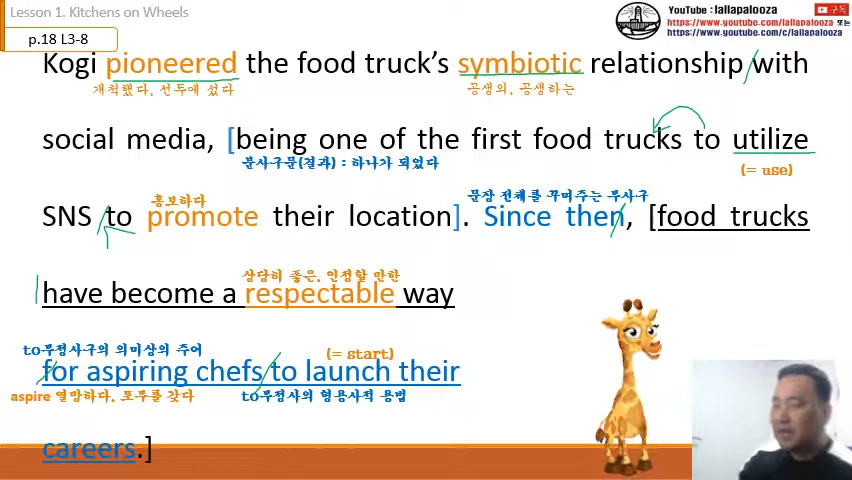 Lesson 1. Kitchens on Wheels
YouTube : lallapalooza
구독
https://www.youtube.com/lallapalooza 또는
https://www.youtube.com/c/lallapalooza
p.18 L3-8
Kogi pioneered the food truck’s symbiotic relationship with
개척했다. 선두에 섰다
공생의. 공생하는
social media, [being one of the first food trucks to utilize
분사구문(결과) : 하나가 되었다
(= use)
홍보하다
문장 전체를 꾸며주는 부사구
SNS to promote their location]. Since then, [food trucks
상당히 좋은. 인정할 만한
have become a respectable way
to부정사구의 의미상의 주어
(= start)
for aspiring chefs to launch their
aspire 열망하다. 포부를 갖다
to부정사의 형용사적 용법
careers.]